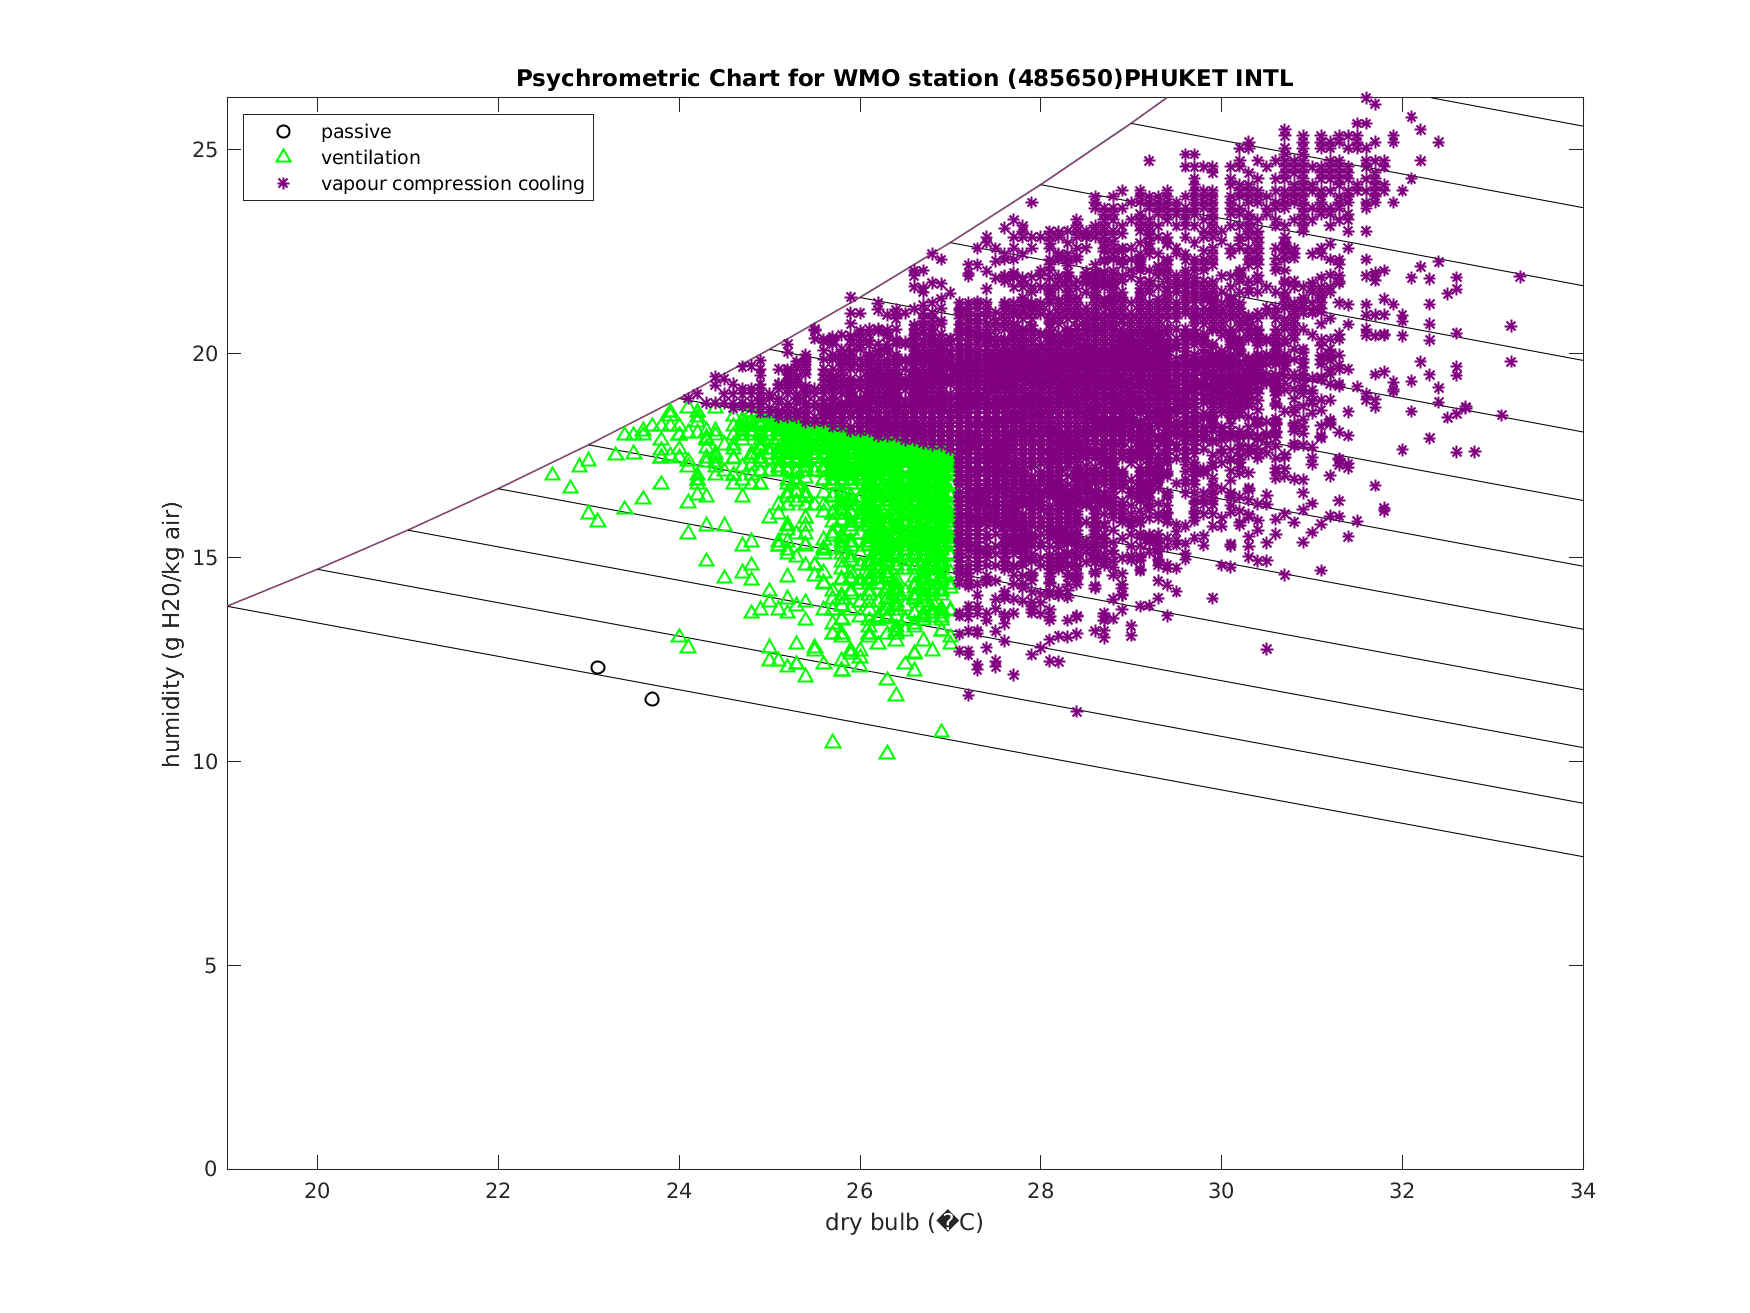 Psychrometric Chart for WMO station (485650)PHUKET INTL
passive
ventilation
vapour compression cooling
humidity (g H20/kg air)
25
20
15
10
5
0
20 22 24 26 28 30 32 34
dry bulb (�C)